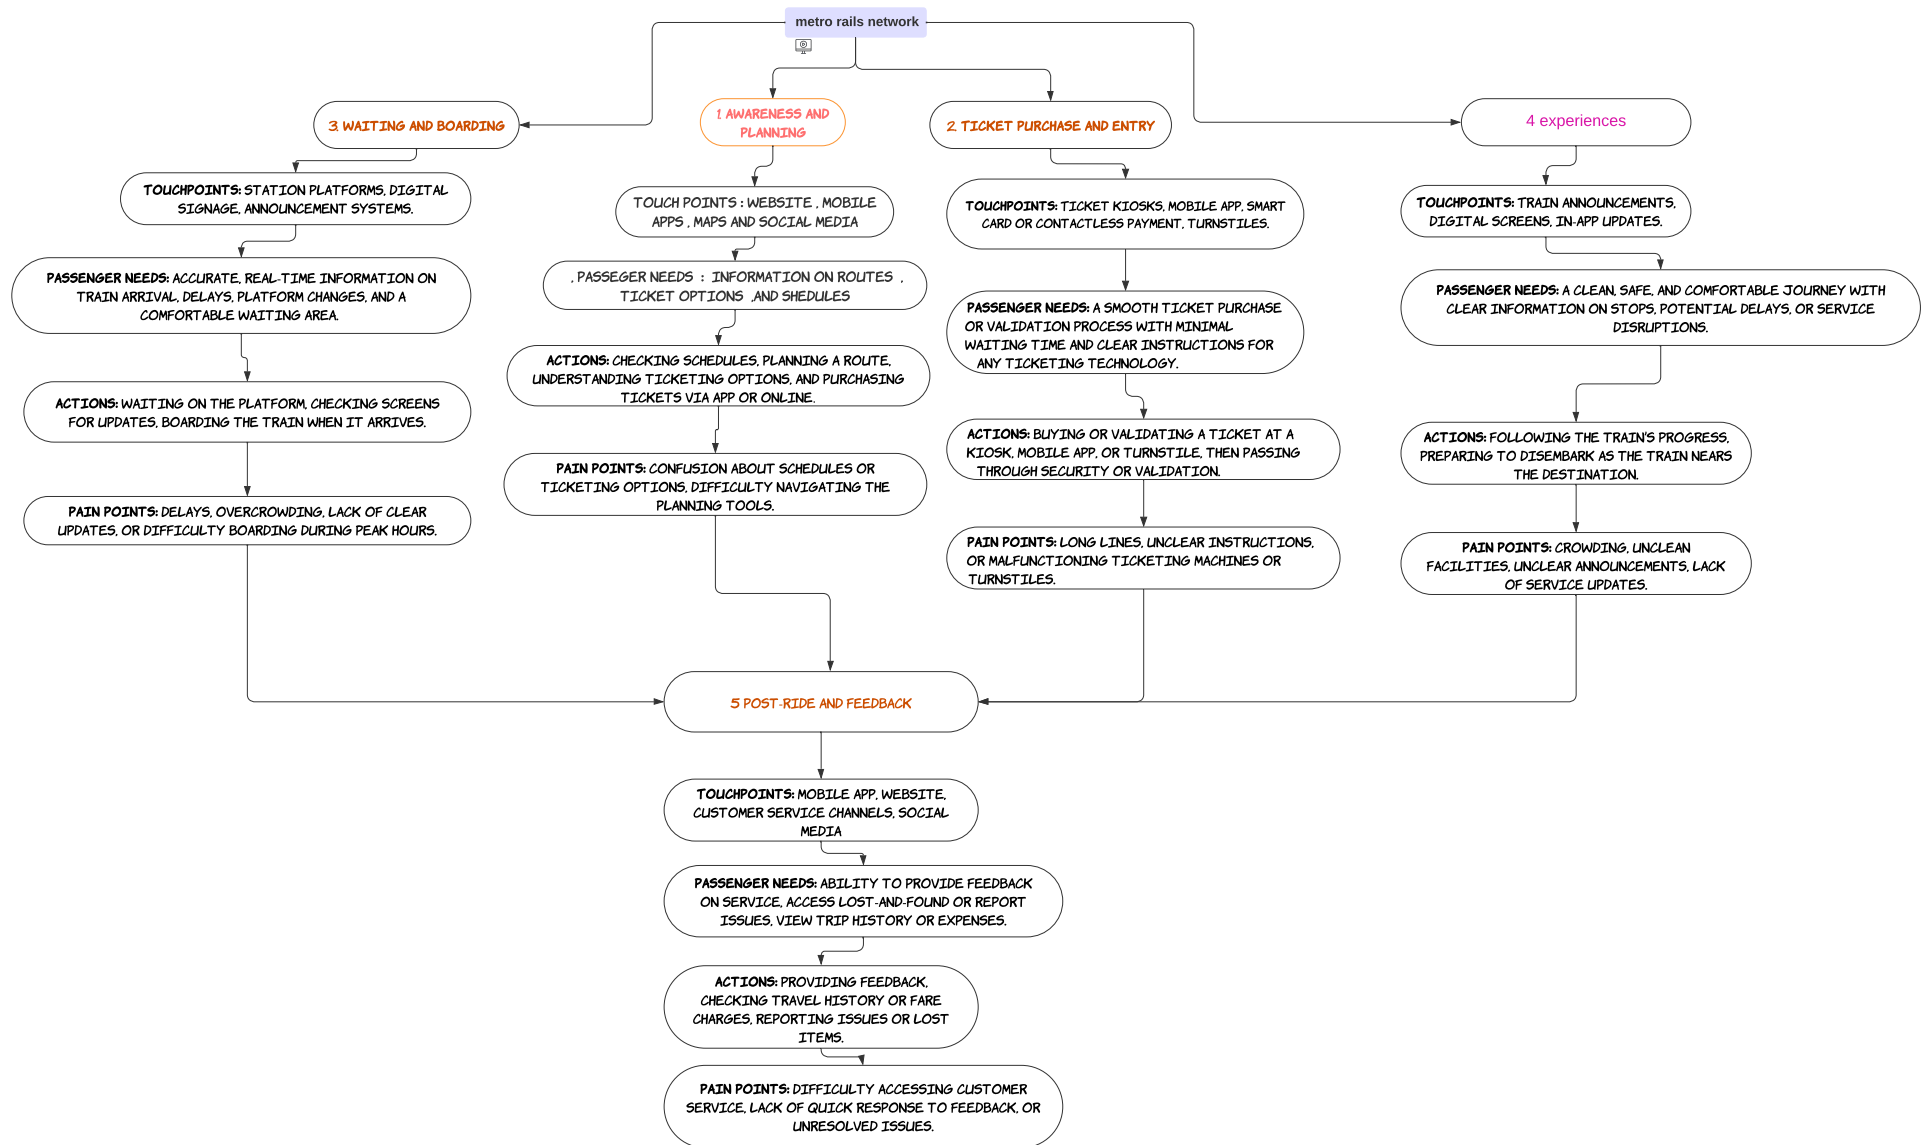 metro rails network
3. WAITING AND BOARDING
TOUCHPOINTS: STATION PLATFORMS, DIGITAL
SIGNAGE, ANNOUNCEMENT SYSTEMS.
PASSENGER NEEDS: ACCURATE, REAL-TIME INFORMATION ON
TRAIN ARRIVAL, DELAYS, PLATFORM CHANGES, AND A
COMFORTABLE WAITING AREA.
ACTIONS: WAITING ON THE PLATFORM, CHECKING SCREENS
FOR UPDATES, BOARDING THE TRAIN WHEN IT ARRIVES.
PAIN POINTS: DELAYS, OVERCROWDING, LACK OF CLEAR
UPDATES, OR DIFFICULTY BOARDING DURING PEAK HOURS.
1. AWARENESS AND
PLANNING
TOUCH POINTS : WEBSITE , MOBILE
APPS , MAPS AND SOCIAL MEDIA
, PASSEGER NEEDS : INFORMATION ON ROUTES ,
TICKET OPTIONS ,AND SHEDULES
ACTIONS: CHECKING SCHEDULES, PLANNING A ROUTE,
UNDERSTANDING TICKETING OPTIONS, AND PURCHASING
TICKETS VIA APP OR ONLINE.
PAIN POINTS: CONFUSION ABOUT SCHEDULES OR
TICKETING OPTIONS, DIFFICULTY NAVIGATING THE
PLANNING TOOLS.
2. TICKET PURCHASE AND ENTRY
TOUCHPOINTS: TICKET KIOSKS, MOBILE APP, SMART
CARD OR CONTACTLESS PAYMENT, TURNSTILES.
PASSENGER NEEDS: A SMOOTH TICKET PURCHASE
OR VALIDATION PROCESS WITH MINIMAL
WAITING TIME AND CLEAR INSTRUCTIONS FOR
ANY TICKETING TECHNOLOGY.
ACTIONS: BUYING OR VALIDATING A TICKET AT A
KIOSK, MOBILE APP, OR TURNSTILE, THEN PASSING
THROUGH SECURITY OR VALIDATION.
PAIN POINTS: LONG LINES, UNCLEAR INSTRUCTIONS,
OR MALFUNCTIONING TICKETING MACHINES OR
TURNSTILES.
4 experiences
TOUCHPOINTS: TRAIN ANNOUNCEMENTS,
DIGITAL SCREENS, IN-APP UPDATES.
PASSENGER NEEDS: A CLEAN, SAFE, AND COMFORTABLE JOURNEY WITH
CLEAR INFORMATION ON STOPS, POTENTIAL DELAYS, OR SERVICE
DISRUPTIONS.
ACTIONS: FOLLOWING THE TRAIN'S PROGRESS,
PREPARING TO DISEMBARK AS THE TRAIN NEARS
THE DESTINATION.
PAIN POINTS: CROWDING, UNCLEAN
FACILITIES, UNCLEAR ANNOUNCEMENTS, LACK
OF SERVICE UPDATES.
5 POST-RIDE AND FEEDBACK
TOUCHPOINTS: MOBILE APP, WEBSITE,
CUSTOMER SERVICE CHANNELS, SOCIAL
MEDIA
PASSENGER NEEDS: ABILITY TO PROVIDE FEEDBACK
ON SERVICE, ACCESS LOST-AND-FOUND OR REPORT
ISSUES, VIEW TRIP HISTORY OR EXPENSES.
ACTIONS: PROVIDING FEEDBACK,
CHECKING TRAVEL HISTORY OR FARE
CHARGES, REPORTING ISSUES OR LOST
ITEMS.
PAIN POINTS: DIFFICULTY ACCESSING CUSTOMER
SERVICE, LACK OF QUICK RESPONSE TO FEEDBACK, OR
UNRESOLVED ISSUES.